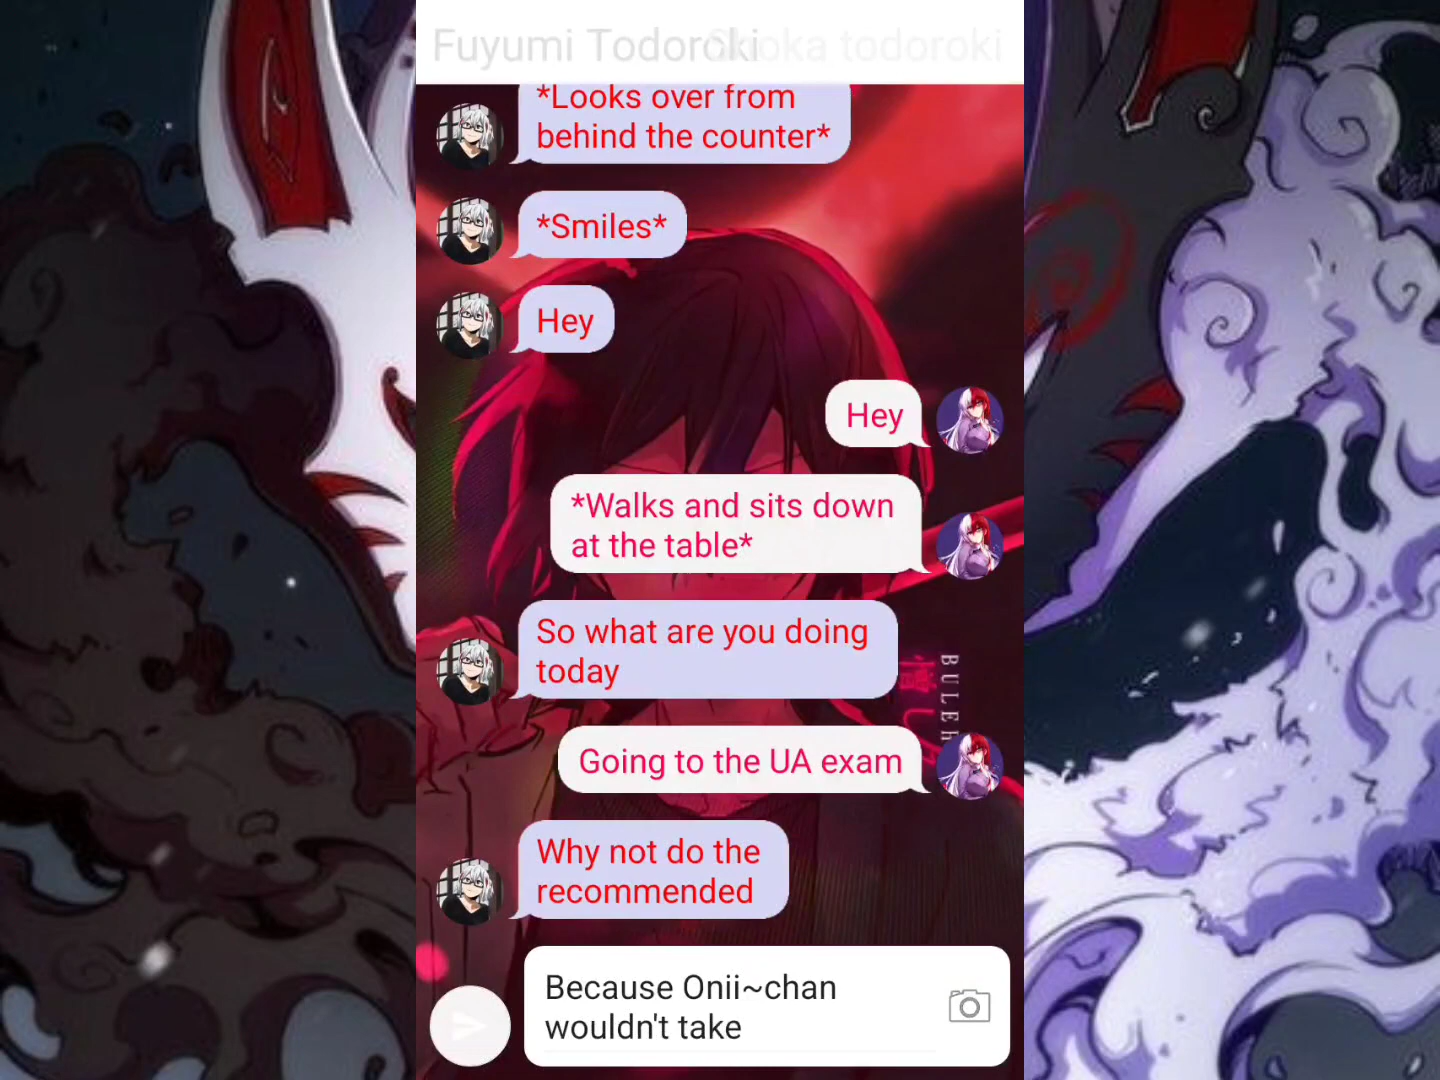 Fuyumi Todoroki
Shoka todoroki
*Looks over from
behind the counter*
*Smiles*
Hey
Hey
*Walks and sits down
at the table*
So what are you doing
today
Going to the UA exam
Why not do the
recommended
Because Onii~chan
wouldn't take